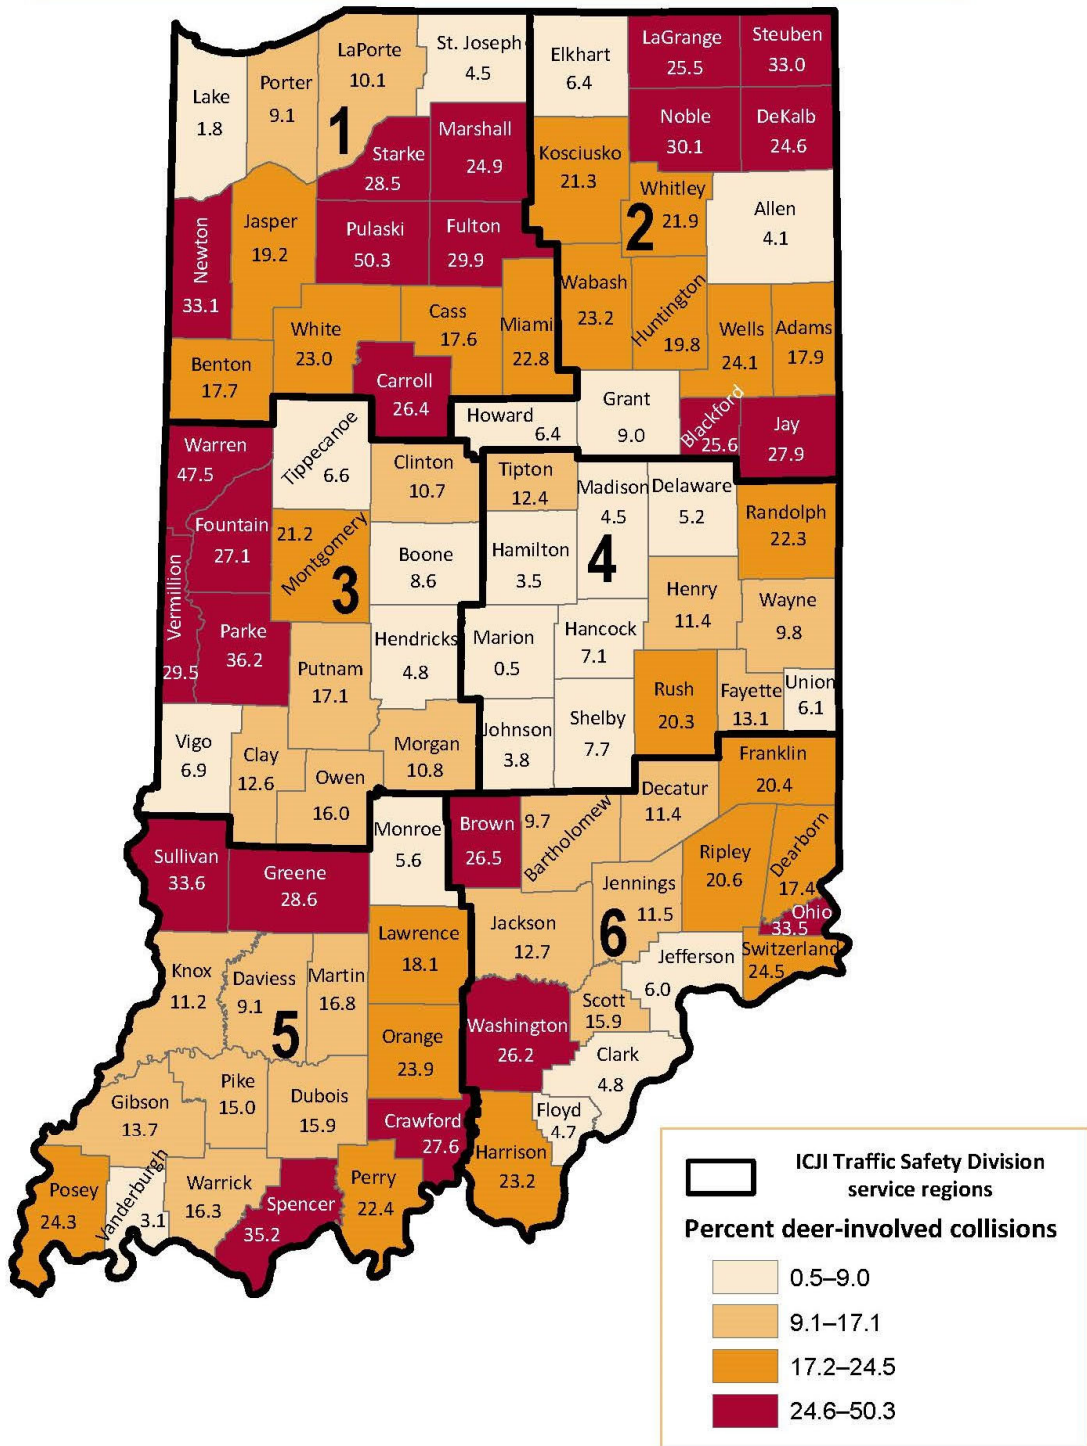 LaGrange
25.5
Steuben
33.0
St. Joseph
4.5
LaPorte
10.1
Elkhart
6.4
Porter
9.1
Lake
1.8
1
Marshall
24.9
Noble
30.1
DeKalb
24.6
Starke
28.5
Kosciusko
21.3
Whitley
21.9
2
Allen
4.1
Newton
33.1
Jasper
19.2
Pulaski
50.3
Fulton
29.9
Wabash
23.2
Huntington
19.8
White
23.0
Cass
17.6
Miami
22.8
Wells
24.1
Adams
17.9
Benton
17.7
Carroll
26.4
Howard
6.4
Grant
9.0
Blackford
25.6
Jay
27.9
Warren
47.5
Tippecanoe
6.6
Clinton
10.7
Tipton
12.4
Madison
4.5
Delaware
5.2
Randolph
22.3
Fountain
27.1
21.2
Montgomery
3
Boone
8.6
Hamilton
3.5
4
Henry
11.4
Wayne
9.8
Vermillion
29.5
Parke
36.2
Putnam
17.1
Hendricks
4.8
Marion
0.5
Hancock
7.1
Rush
20.3
Fayette
13.1
Union
6.1
Vigo
6.9
Clay
12.6
Owen
16.0
Morgan
10.8
Johnson
3.8
Shelby
7.7
Franklin
20.4
Decatur
11.4
Monroe
5.6
Brown
26.5
9.7
Bartholomew
Sullivan
33.6
Greene
28.6
Ripley
20.6
Dearborn
17.4
Jennings
11.5
Ohio
33.5
Lawrence
18.1
Jackson
12.7
6
Jefferson
6.0
Switzerland
24.5
Knox
11.2
Daviess
9.1
Martin
16.8
5
Scott
15.9
Washington
26.2
Orange
23.9
Clark
4.8
Pike
15.0
Dubois
15.9
Gibson
13.7
Crawford
27.6
Floyd
4.7
Harrison
23.2
Posey
24.3
Vanderburgh
3.1
Warrick
16.3
Spencer
35.2
Perry
22.4
ICJI Traffic Safety Division
service regions
Percent deer-involved collisions
0.5–9.0
9.1–17.1
17.2–24.5
24.6–50.3